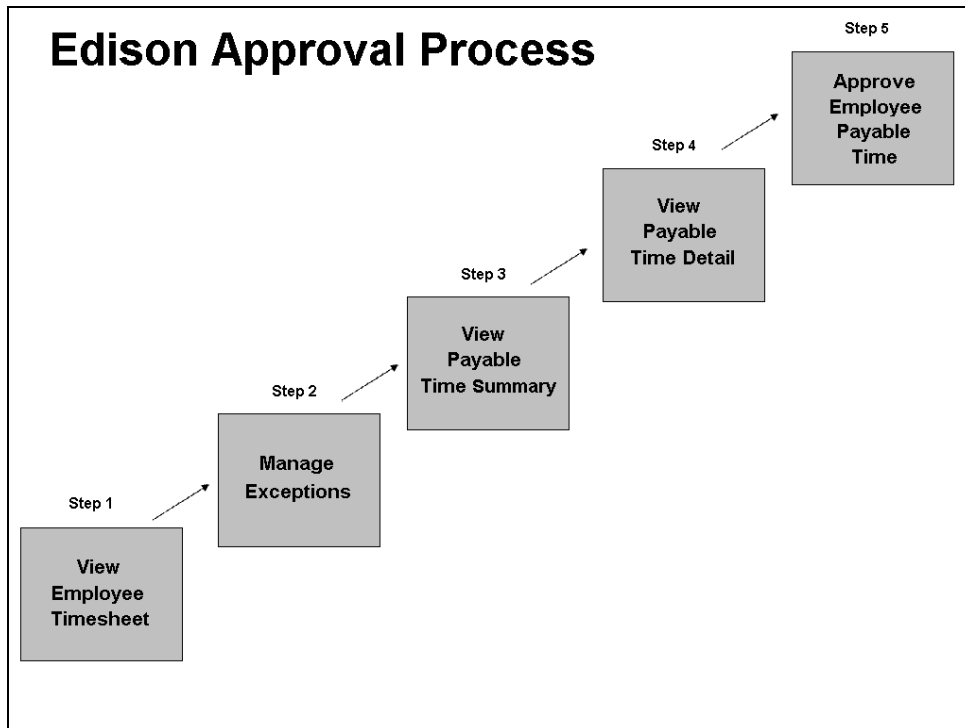 Edison Approval Process
Step 1
View
Employee
Timesheet
Step 2
Manage
Exceptions
Step 3
View
Payable
Time Summary
Step 4
View
Payable
Time Detail
Step 5
Approve
Employee
Payable
Time